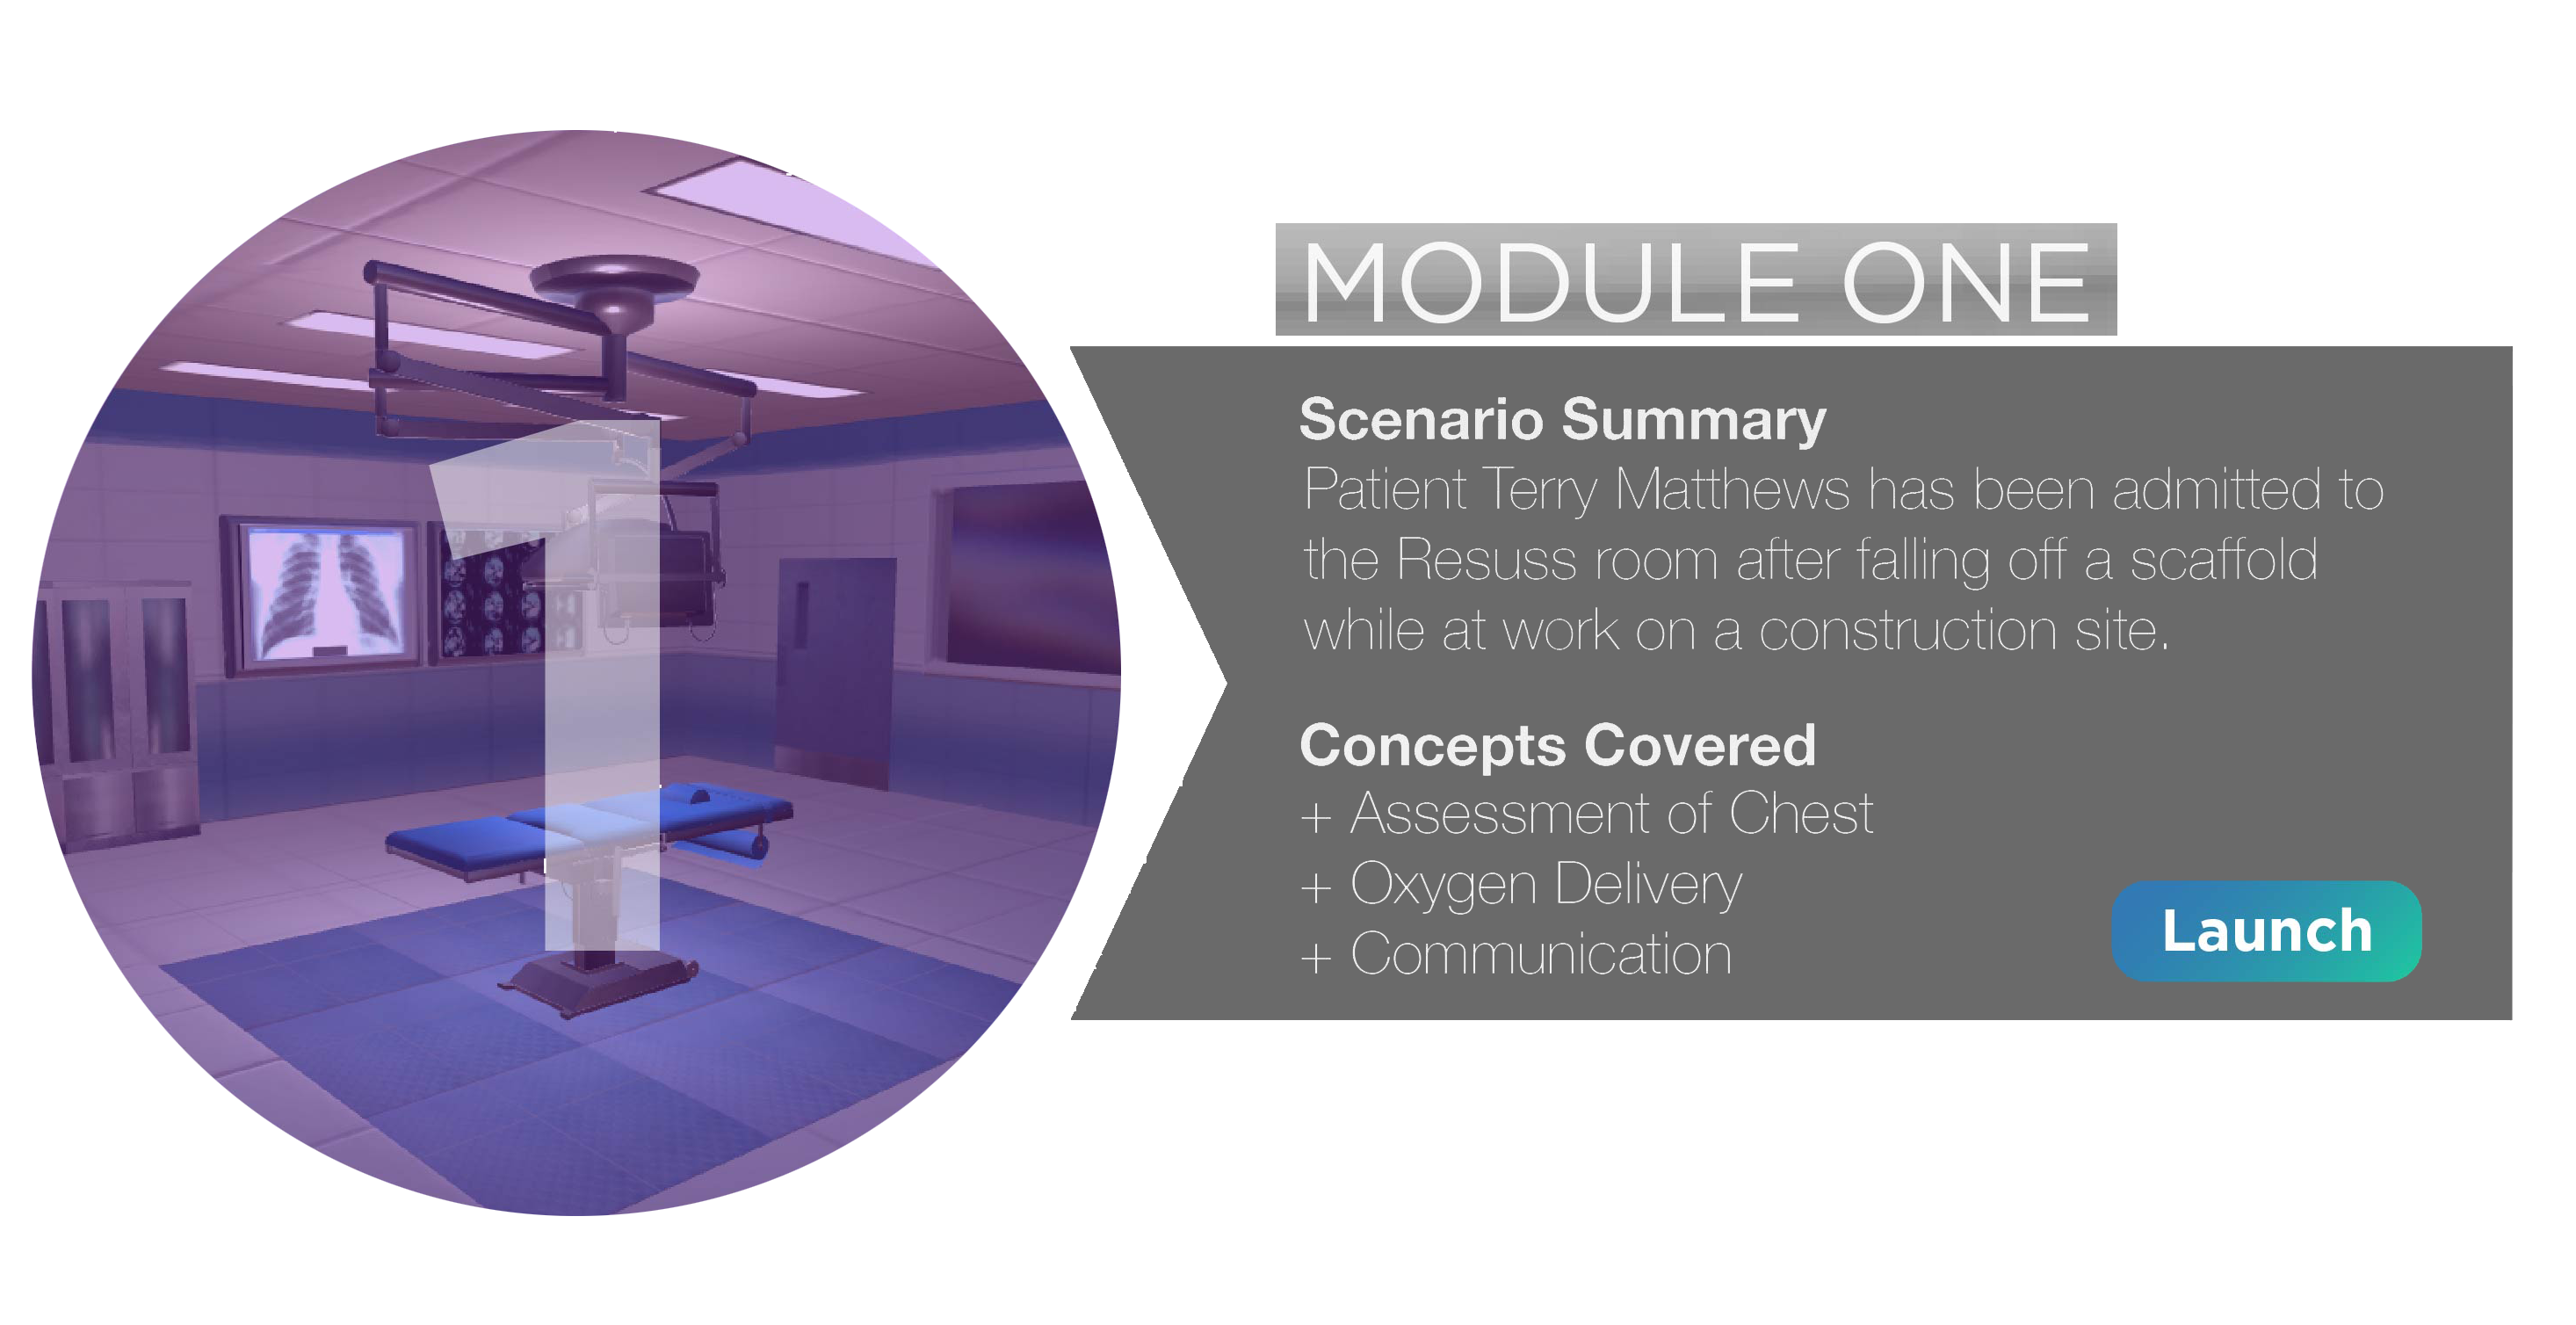 1
MODULE ONE
Scenario Summary
Patient Terry Matthews has been admitted to
the Resuss room after falling off a scaffold
while at work on a construction site.
Concepts Covered
+ Assessment of Chest
+ Oxygen Delivery
+ Communication
Launch